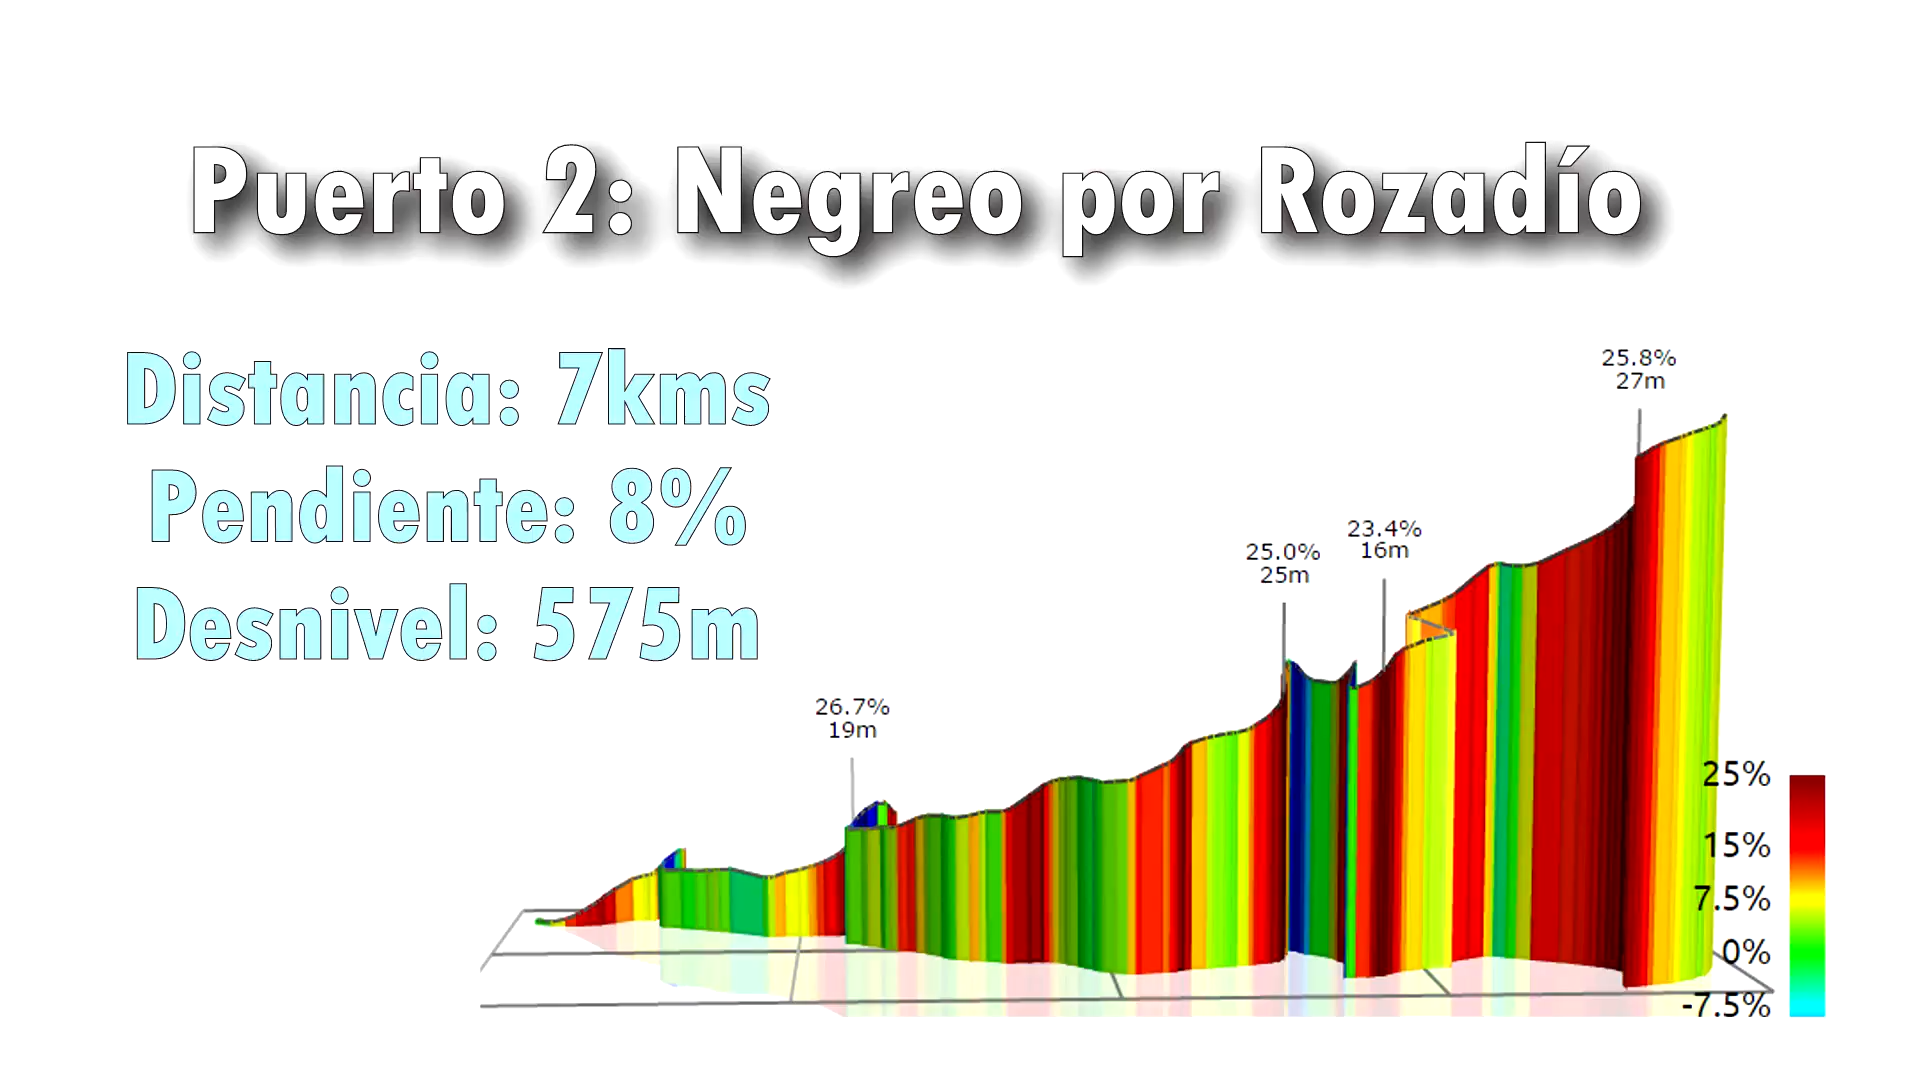 Puerto 2: Negreo por Rozadío
Distancia: 7kms
Pendiente: 8%
Desnivel: 575m
26.7%
19m
25.0%
25m
23.4%
16m
25.8%
27m
25%
15%
7.5%
0%
-7.5%